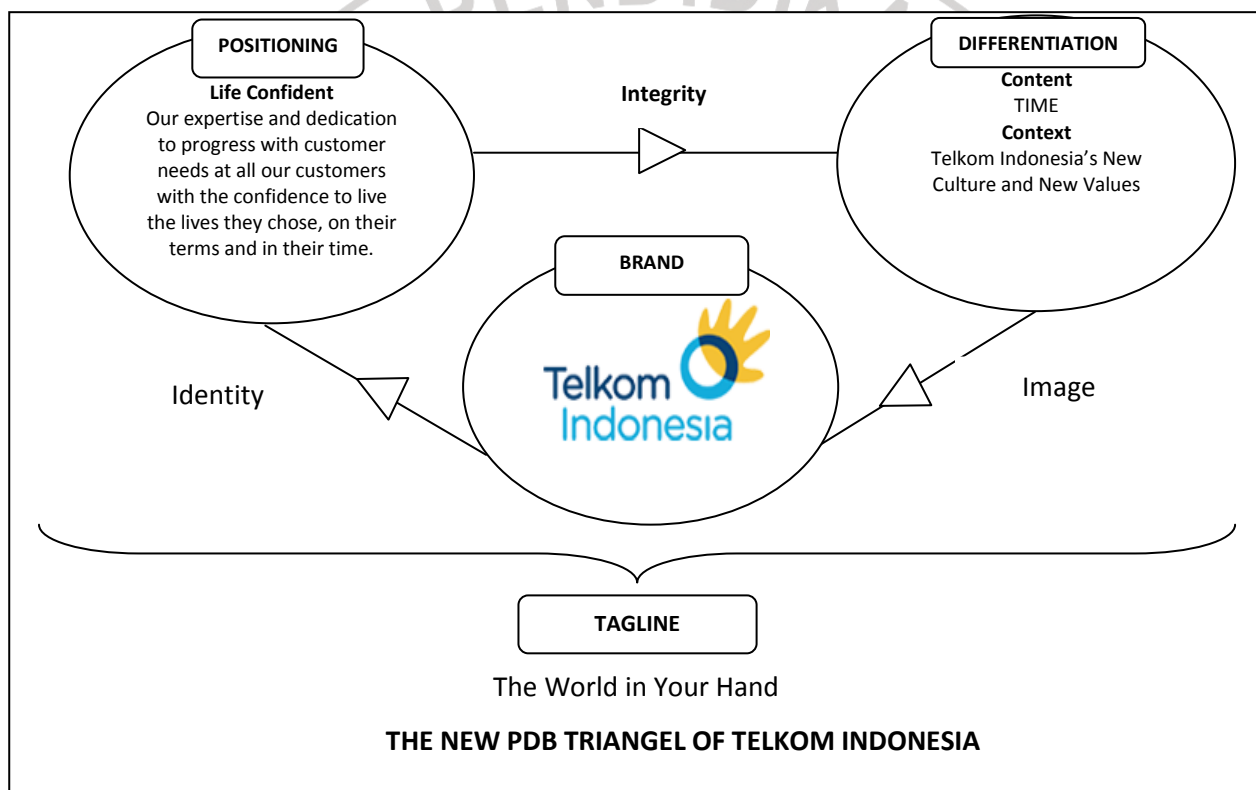 POSITIONING
Life Confident
Our expertise and dedication
to progress with customer
needs at all our customers
with the confidence to live
the lives they chose, on their
terms and in their time.
Integrity
DIFFERENTIATION
Content
TIME
Context
Telkom Indonesia’s New
Culture and New Values
BRAND
Telkom
Indonesia
Identity
Image
TAGLINE
The World in Your Hand
THE NEW PDB TRIANGEL OF TELKOM INDONESIA